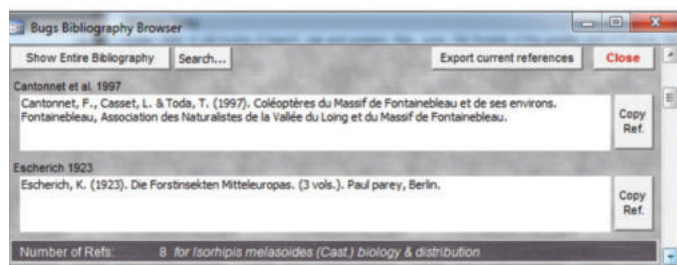 Bugs Bibliography Browser
Show Entire Bibliography Search... Export current references Close
Cantonnet et al. 1997
Cantonnet, F., Casset, L. & Toda, T. (1997). Coléoptères du Massif de Fontainebleau et de ses environs.
Fontainebleau, Association des Naturalistes de la Vallée du Loing et du Massif de Fontainebleau.
Copy
Ref.
Escherich 1923
Escherich, K. (1923). Die Forstinsekten Mitteleuropas. (3 vols.). Paul parey, Berlin.
Copy
Ref.
Number of Refs: 8 for Isorhipis melasoides (Cast.) biology & distribution